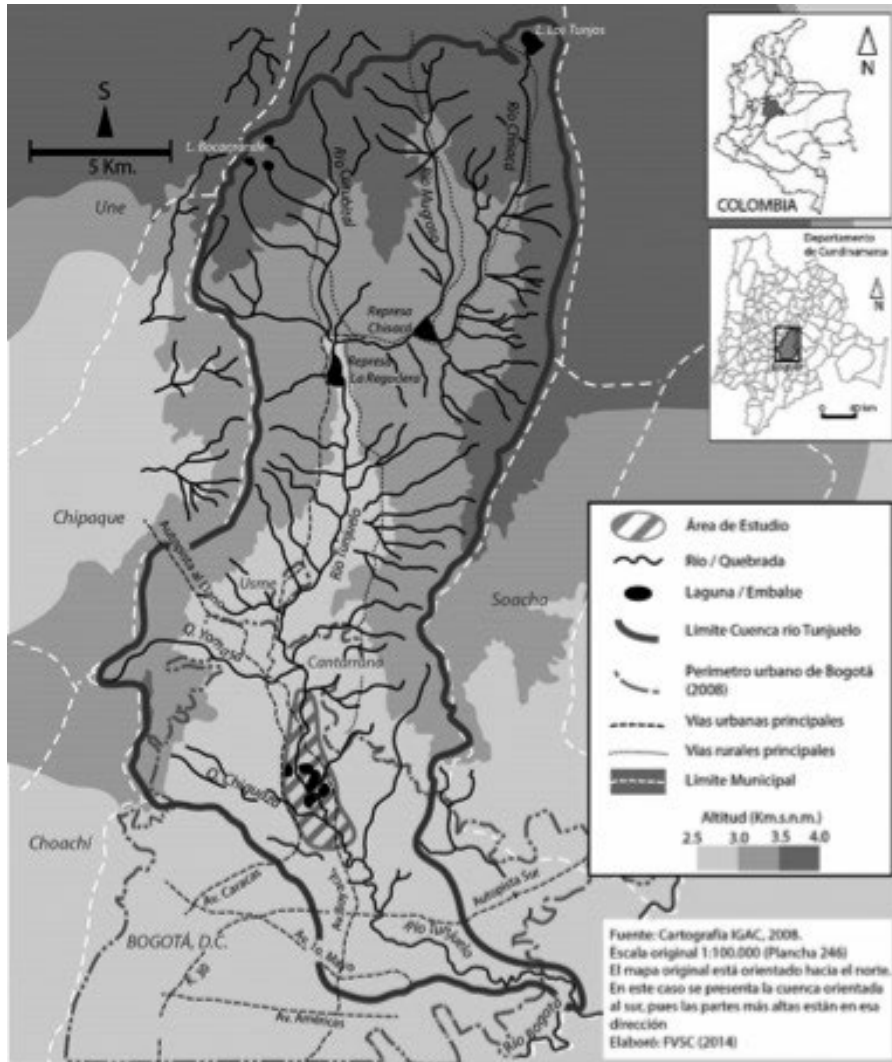 L. Los Tunjos
S
5 Km.
L. Bocagrande
Río Curubital
Río Mugroso
Río Chisacá
Une
Represa
Chisacá
Represa
La Regadera
Chipaque
Autopista al Llano
Usme
Río Tunjuelo
Soacha
Q. Yomasa
Cantarrana
Q. Chiguaza
Choachí
Av. Caracas
Av. Boyacá
Autopista Sur
Río Tunjuelo
BOGOTÁ, D.C.
Av. 1o. Mayo
K. 30
Av. Américas
Río Bogotá
N
COLOMBIA
Departamento
de Cundinamarca
N
0
km
Área de Estudio
Río / Quebrada
Laguna / Embalse
Límite Cuenca río Tunjuelo
Perímetro urbano de Bogotá
(2008)
Vías urbanas principales
Vías rurales principales
Límite Municipal
Altitud (Km.s.n.m.)
2.5 3.0 3.5 4.0
Fuente: Cartografía IGAC, 2008.
Escala original 1:100.000 (Plancha 246)
El mapa original está orientado hacia el norte.
En este caso se presenta la cuenca orientada
al sur, pues las partes más altas están en esa
dirección
Elaboró: FVSC (2014)